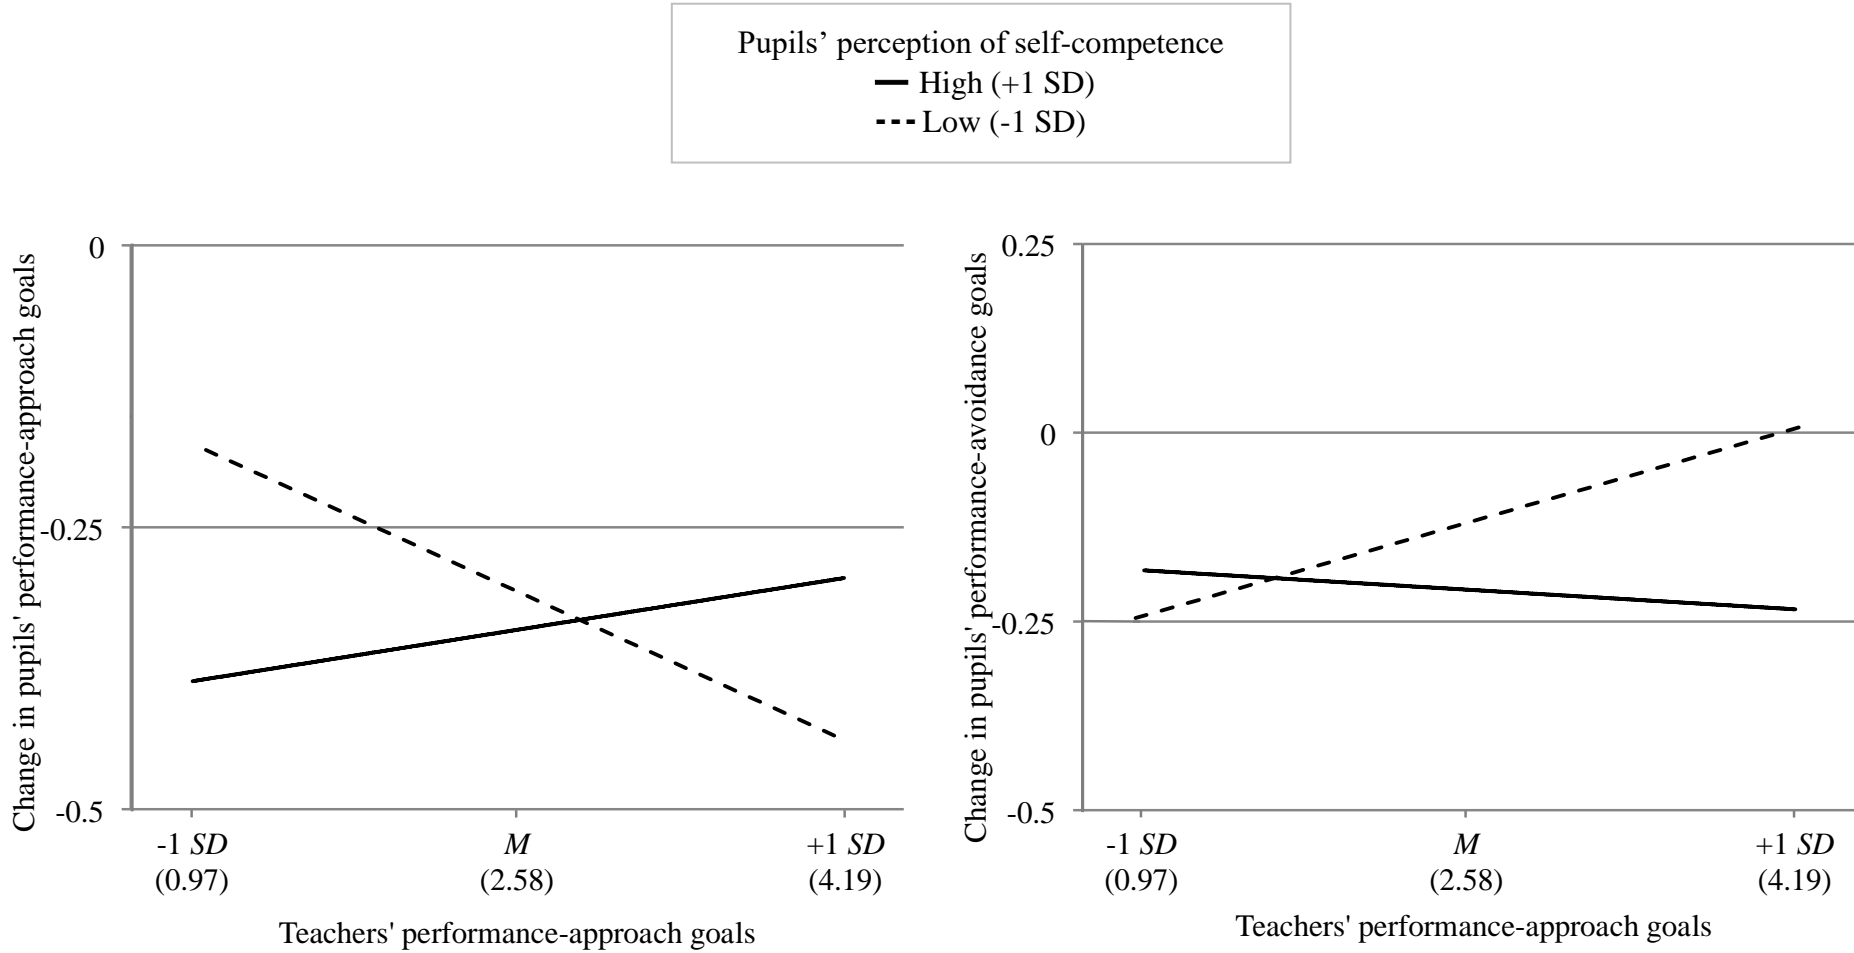 Pupils’ perception of self-competence
High (+1 SD)
Low (-1 SD)
Change in pupils' performance-approach goals
0
-0.25
-0.5
-1 SD
(0.97)
M
(2.58)
+1 SD
(4.19)
Teachers' performance-approach goals
Change in pupils' performance-avoidance goals
0.25
0
-0.25
-0.5
-1 SD
(0.97)
M
(2.58)
+1 SD
(4.19)
Teachers' performance-approach goals